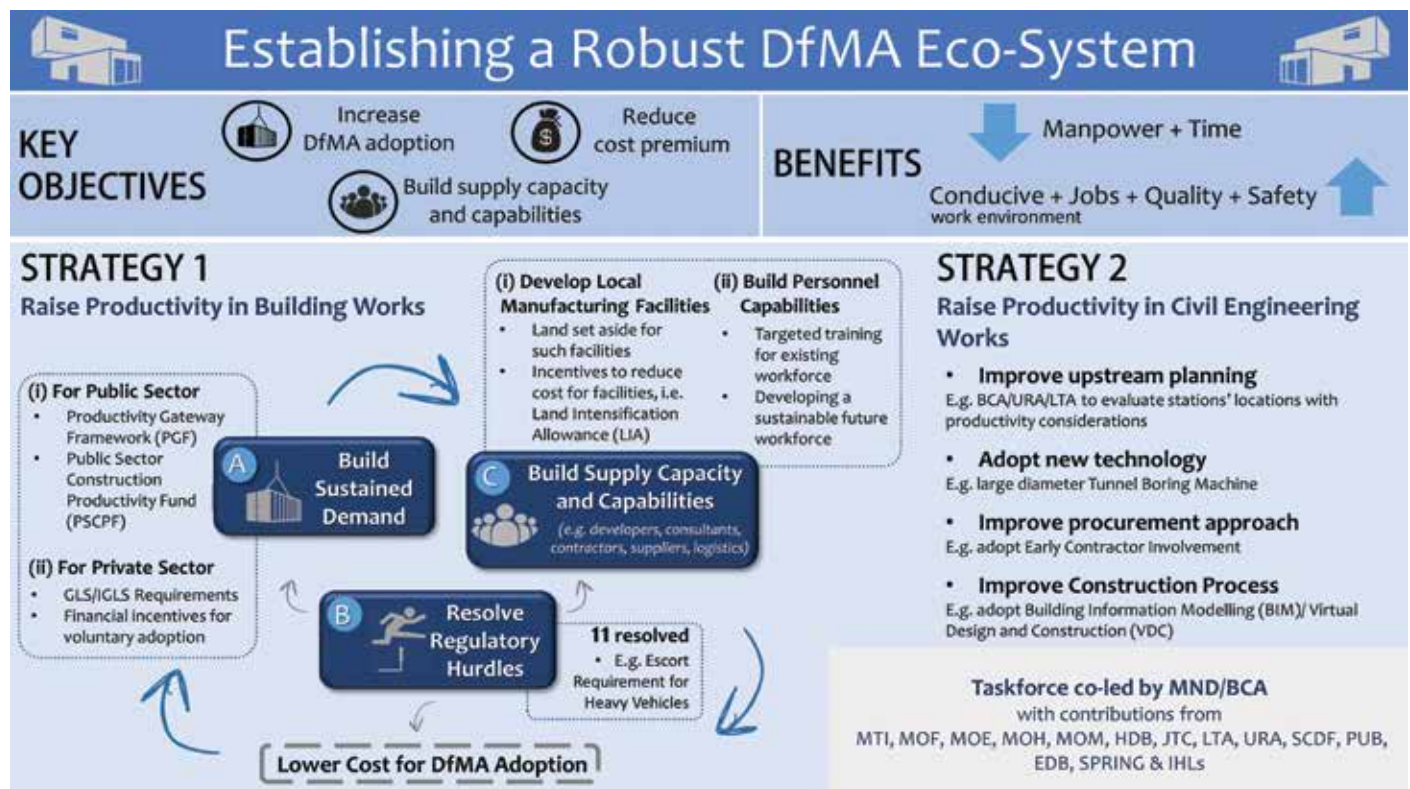 Establishing a Robust DfMA Eco-System
KEY
OBJECTIVES
Increase
DfMA adoption
Reduce
cost premium
Build supply capacity
and capabilities
BENEFITS
Manpower + Time
Conducive + Jobs + Quality + Safety
work environment
STRATEGY 1
Raise Productivity in Building Works
(i) For Public Sector
• Productivity Gateway
Framework (PGF)
• Public Sector
Construction
Productivity Fund
(PSCPF)
(ii) For Private Sector
• GLS/IGLS Requirements
• Financial incentives for
voluntary adoption
A
Build
Sustained
Demand
(i) Develop Local
Manufacturing Facilities
• Land set aside for
such facilities
• Incentives to reduce
cost for facilities, i.e.
Land Intensification
Allowance (LIA)
(ii) Build Personnel
Capabilities
• Targeted training
for existing
workforce
• Developing a
sustainable future
workforce
C
Build Supply Capacity
and Capabilities
(e.g. developers, consultants,
contractors, suppliers, logistics)
B
Resolve
Regulatory
Hurdles
11 resolved
• E.g. Escort
Requirement for
Heavy Vehicles
Lower Cost for DfMA Adoption
STRATEGY 2
Raise Productivity in Civil Engineering
Works
• Improve upstream planning
E.g. BCA/URA/LTA to evaluate stations' locations with
productivity considerations
• Adopt new technology
E.g. large diameter Tunnel Boring Machine
• Improve procurement approach
E.g. adopt Early Contractor Involvement
• Improve Construction Process
E.g. adopt Building Information Modelling (BIM)/ Virtual
Design and Construction (VDC)
Taskforce co-led by MND/BCA
with contributions from
MTI, MOF, MOE, MOH, MOM, HDB, JTC, LTA, URA, SCDF, PUB,
EDB, SPRING & IHLs